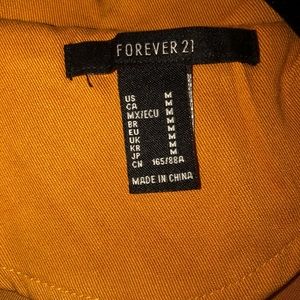 FOREVER 21
US M
CA M
MX/ECU M
BR M
EU M
UK M
KR M
JP M
CN 165/88A
MADE IN CHINA